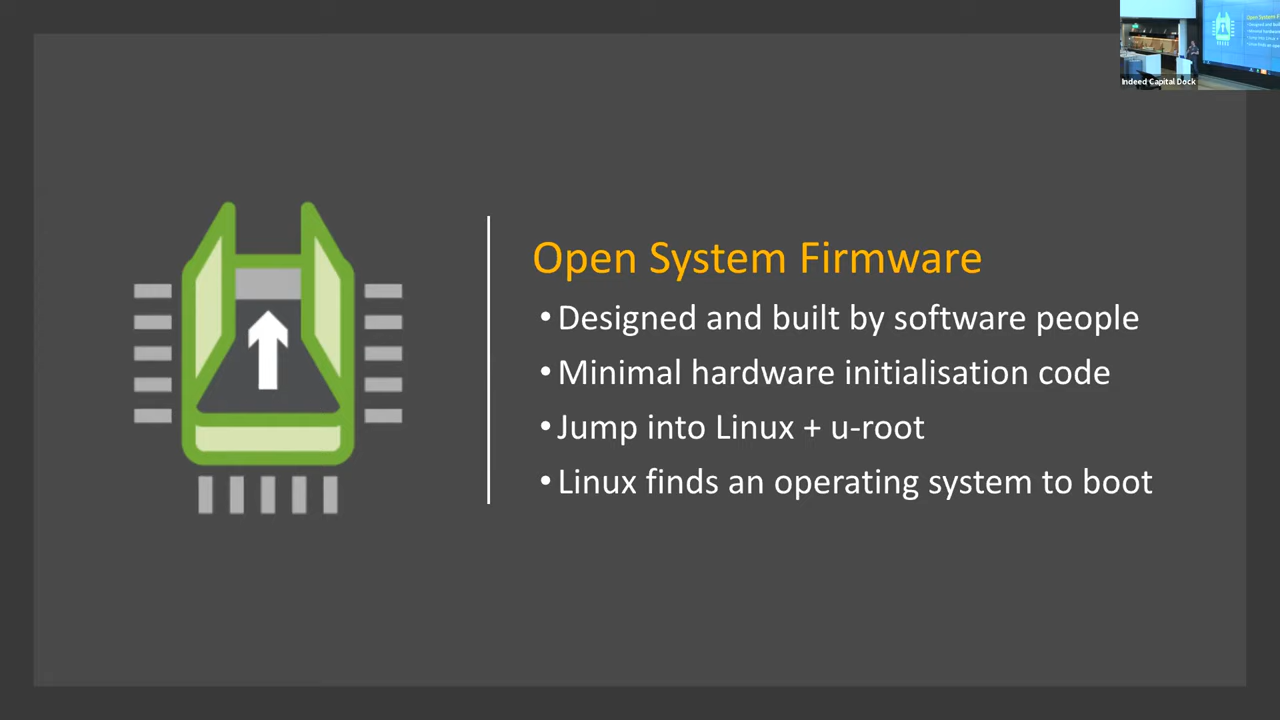 Indeed Capital Dock
Open System Firmware
•Designed and built by software people
•Minimal hardware initialisation code
•Jump into Linux + u-root
•Linux finds an operating system to boot